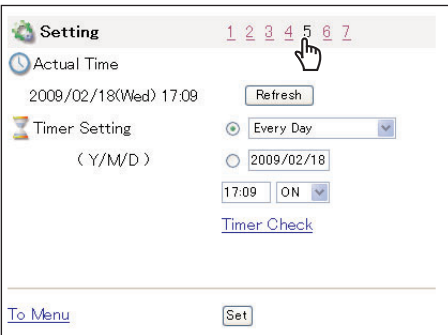 Setting 1 2 3 4 5 6 7
Actual Time
2009/02/18(Wed) 17:09 Refresh
Timer Setting Every Day
( Y/M/D ) 2009/02/18
17:09 ON
Timer Check
To Menu Set